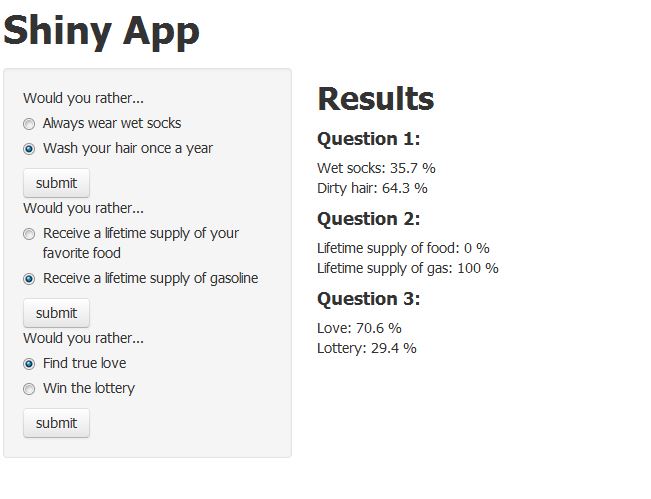 Shiny App
Would you rather...
Always wear wet socks
Wash your hair once a year
submit
Would you rather...
Receive a lifetime supply of your
favorite food
Receive a lifetime supply of gasoline
submit
Would you rather...
Find true love
Win the lottery
submit
Results
Question 1:
Wet socks: 35.7 %
Dirty hair: 64.3 %
Question 2:
Lifetime supply of food: 0 %
Lifetime supply of gas: 100 %
Question 3:
Love: 70.6 %
Lottery: 29.4 %